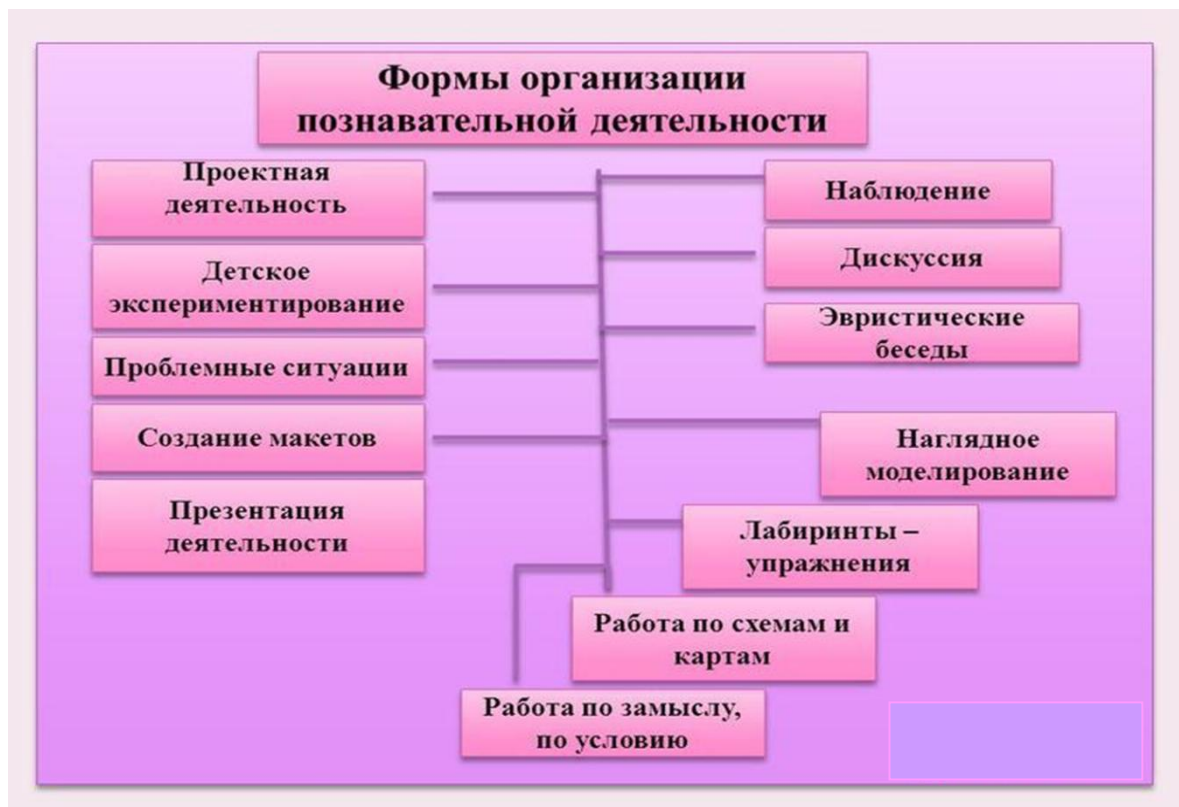 Формы организации
познавательной деятельности
Проектная
деятельность
Детское
экспериментирование
Проблемные ситуации
Создание макетов
Презентация
деятельности
Наблюдение
Дискуссия
Эвристические
беседы
Наглядное
моделирование
Лабиринты –
упражнения
Работа по схемам и
картам
Работа по замыслу,
по условию